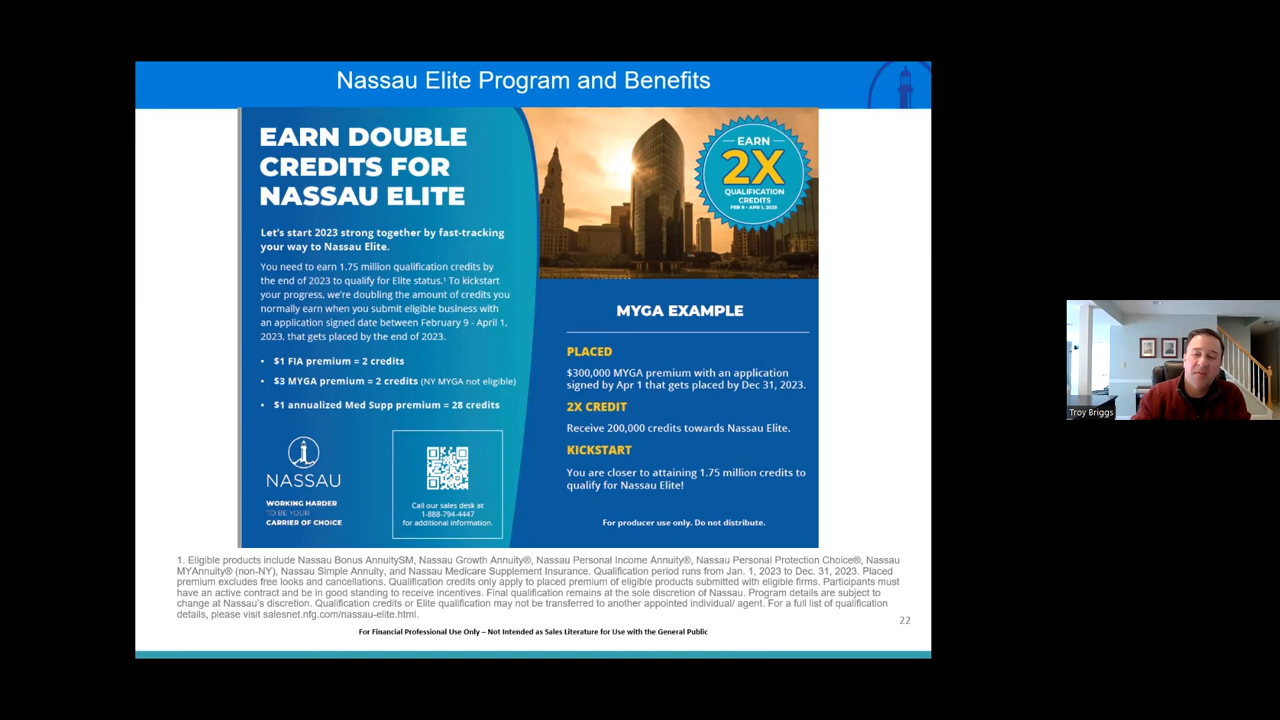 Nassau Elite Program and Benefits
EARN DOUBLE
CREDITS FOR
NASSAU ELITE
Let's start 2023 strong together by fast-tracking
your way to Nassau Elite.
You need to earn 1.75 million qualification credits by
the end of 2023 to qualify for Elite status.¹ To kickstart
your progress, we're doubling the amount of credits you
normally earn when you submit eligible business with
an application signed date between February 9 - April 1,
2023, that gets placed by the end of 2023.
• $1 FIA premium = 2 credits
• $3 MYGA premium = 2 credits (NY MYGA not eligible)
• $1 annualized Med Supp premium = 28 credits
NASSAU
WORKING HARDER
TO BE YOUR
CARRIER OF CHOICE
Call our sales desk at
1-888-794-4447
for additional information.
EARN
2X
QUALIFICATION
CREDITS
FEB 9 - APR 1, 2023
MYGA EXAMPLE
PLACED
$300,000 MYGA premium with an application
signed by Apr 1 that gets placed by Dec 31, 2023.
2X CREDIT
Receive 200,000 credits towards Nassau Elite.
KICKSTART
You are closer to attaining 1.75 million credits to
qualify for Nassau Elite!
For producer use only. Do not distribute.
1. Eligible products include Nassau Bonus AnnuitySM, Nassau Growth Annuity®, Nassau Personal Income Annuity®, Nassau Personal Protection Choice®, Nassau
MYAnnuity® (non-NY), Nassau Simple Annuity, and Nassau Medicare Supplement Insurance. Qualification period runs from Jan. 1, 2023 to Dec. 31, 2023. Placed
premium excludes free looks and cancellations. Qualification credits only apply to placed premium of eligible products submitted with eligible firms. Participants must
have an active contract and be in good standing to receive incentives. Final qualification remains at the sole discretion of Nassau. Program details are subject to
change at Nassau's discretion. Qualification credits or Elite qualification may not be transferred to another appointed individual/ agent. For a full list of qualification
details, please visit salesnet.nfg.com/nassau-elite.html.
22
For Financial Professional Use Only – Not Intended as Sales Literature for Use with the General Public
Troy Briggs